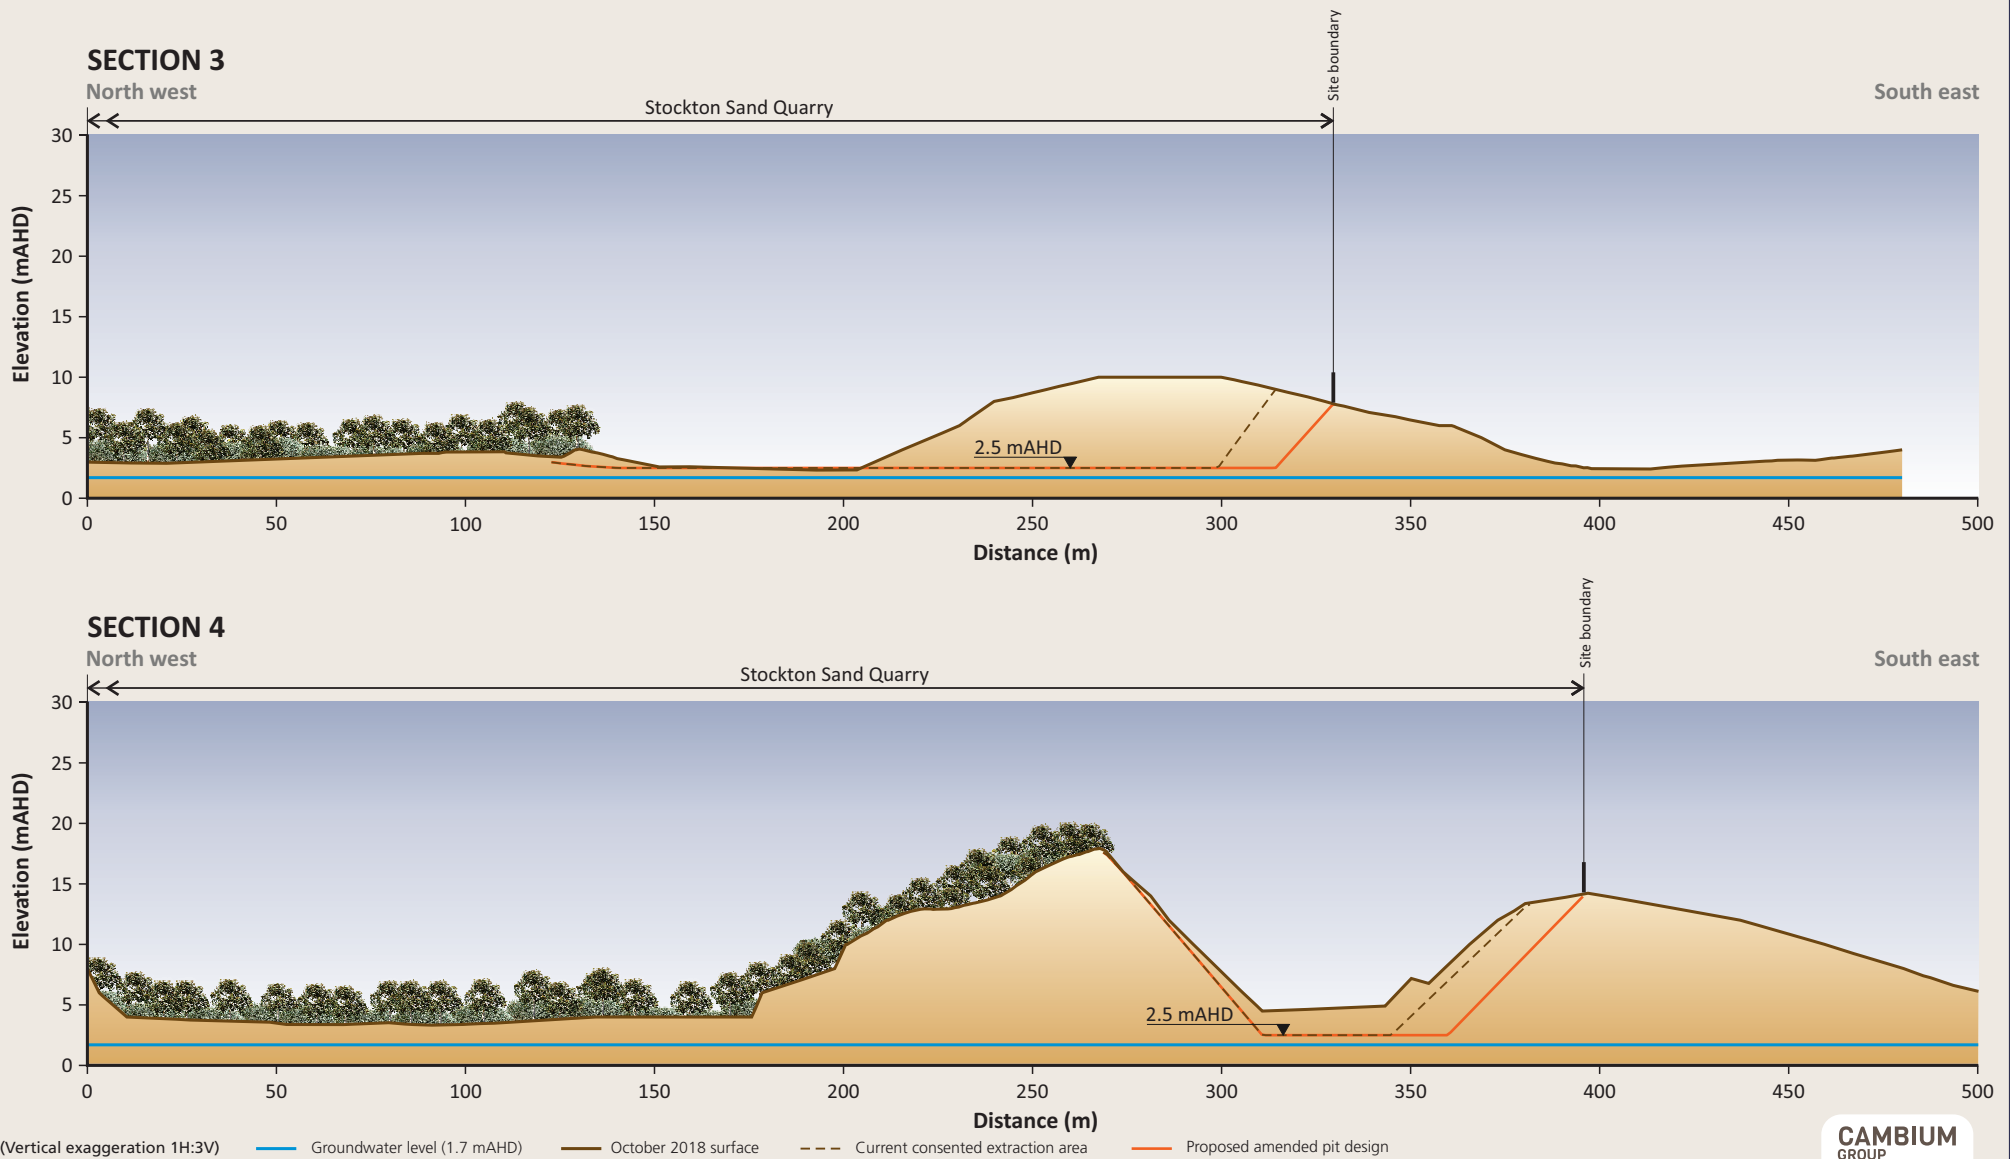 Site boundary
SECTION 3
North west
South east
Stockton Sand Quarry
30
25
20
15
10
5
0
Elevation (mAHD)
2.5 mAHD
0 50 100 150 200 250 300 350 400 450 500
Distance (m)
Site boundary
SECTION 4
North west
South east
Stockton Sand Quarry
30
25
20
15
10
5
0
Elevation (mAHD)
2.5 mAHD
0 50 100 150 200 250 300 350 400 450 500
Distance (m)
(Vertical exaggeration 1H:3V) Groundwater level (1.7 mAHD) October 2018 surface Current consented extraction area Proposed amended pit design
CAMBIUM
GROUP